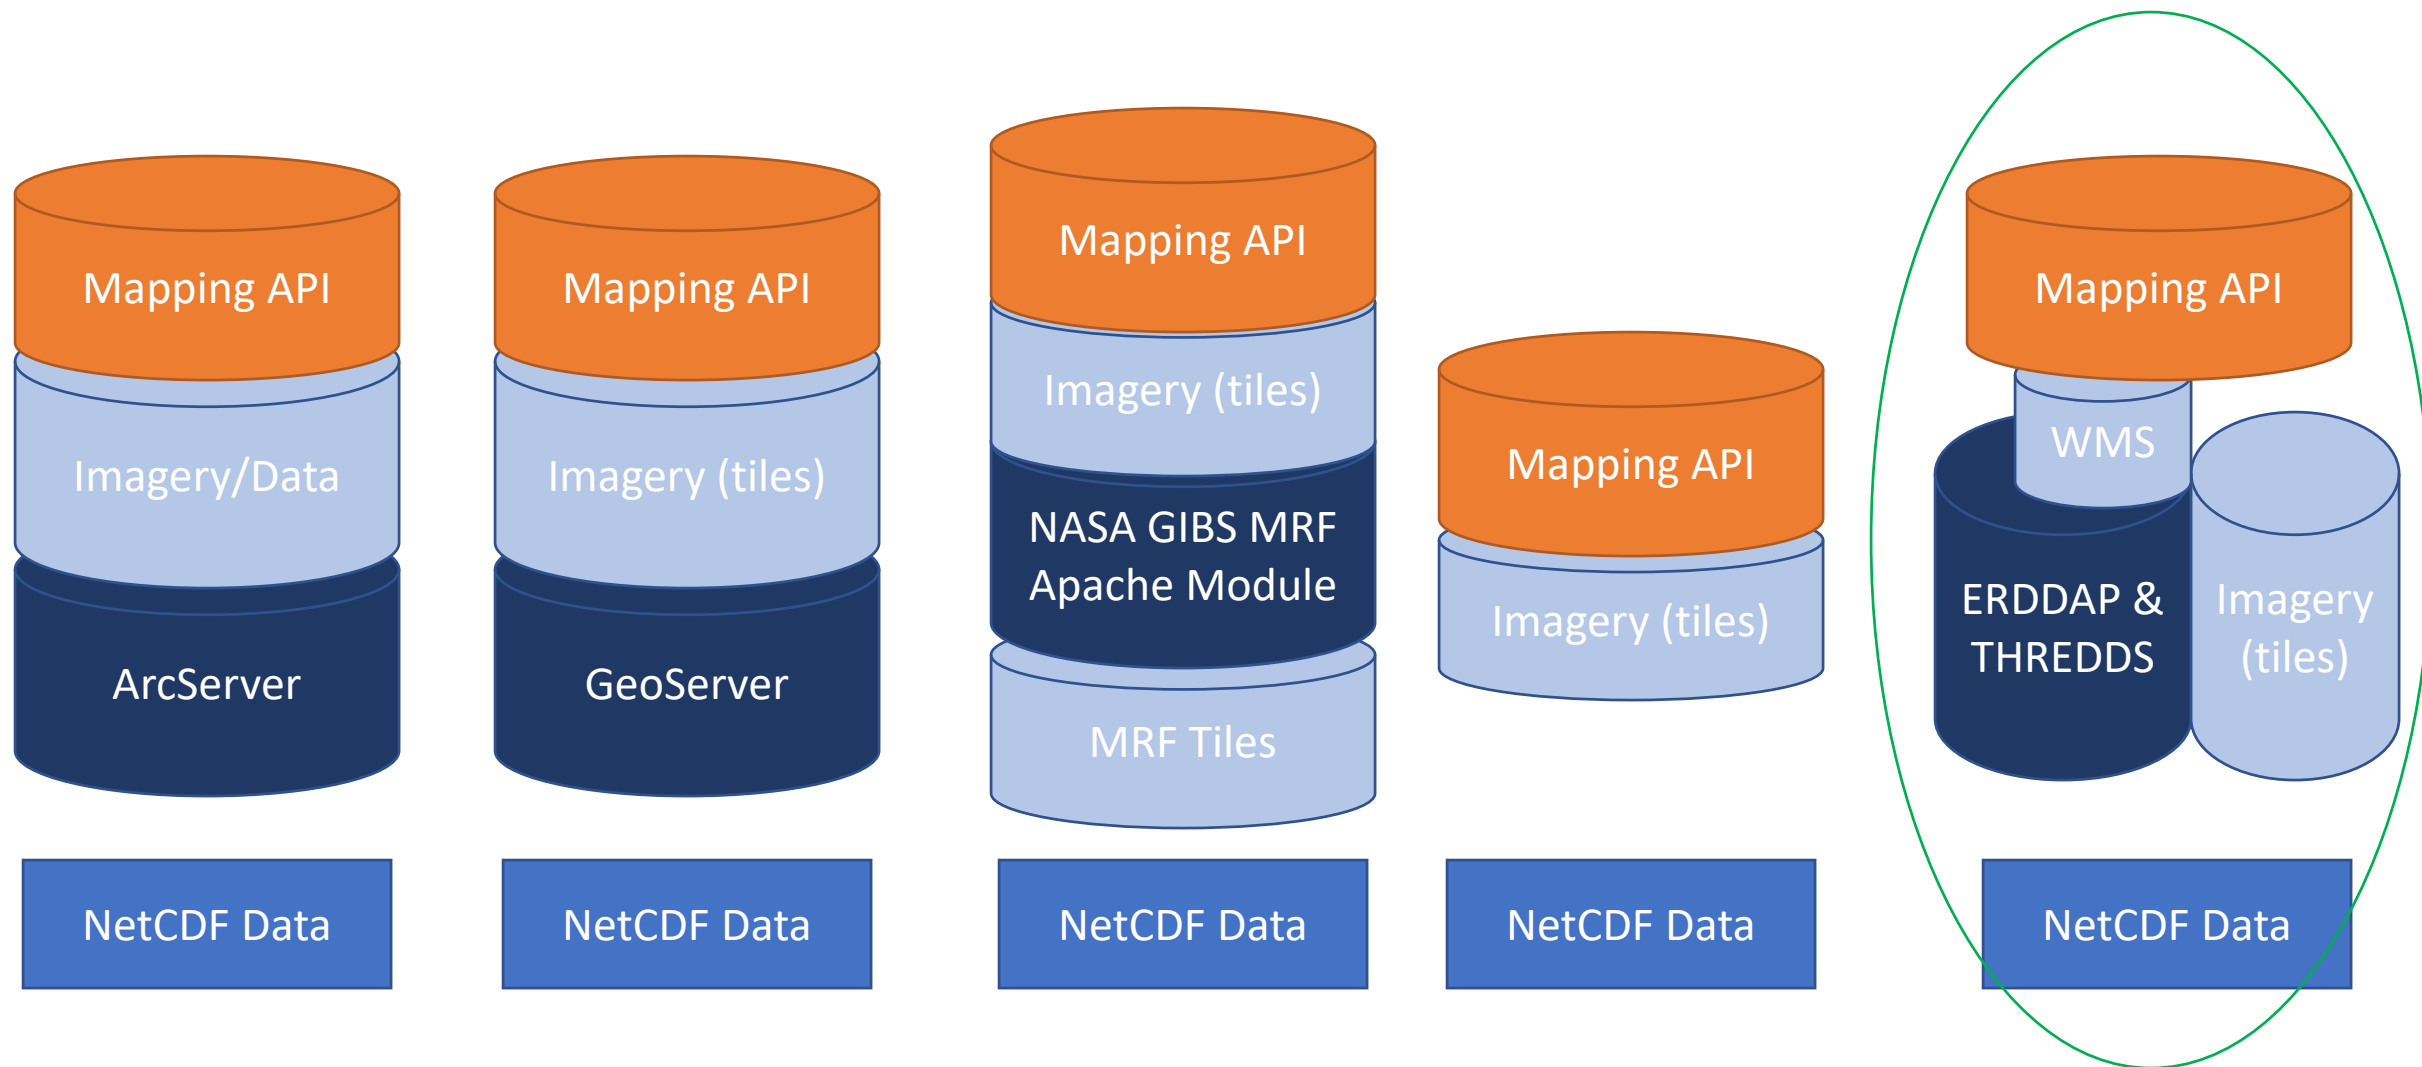 Mapping API
Imagery/Data
ArcServer
NetCDF Data
Mapping API
Imagery (tiles)
GeoServer
NetCDF Data
Mapping API
Imagery (tiles)
NASA GIBS MRF
Apache Module
MRF Tiles
NetCDF Data
Mapping API
Imagery (tiles)
NetCDF Data
Mapping API
WMS
ERDDAP &
THREDDS
Imagery
(tiles)
NetCDF Data